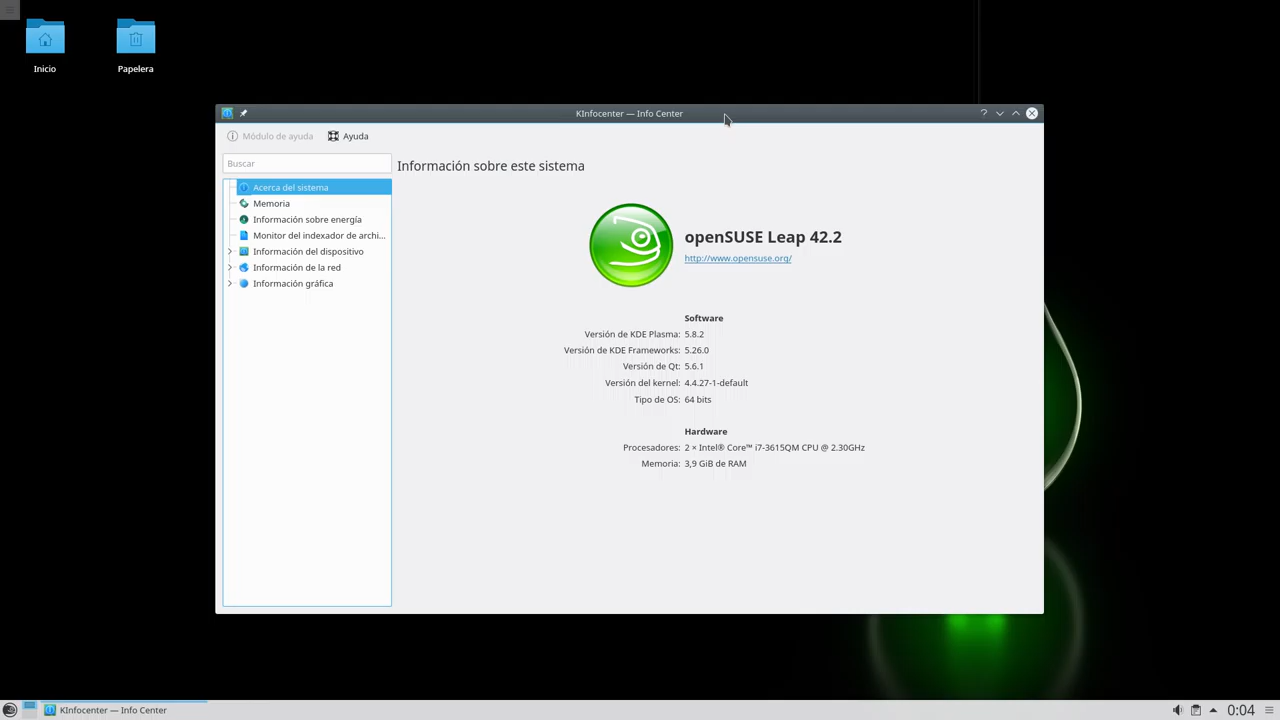 Inicio
Papelera
KInfocenter — Info Center
Módulo de ayuda
Ayuda
Buscar
Información sobre este sistema
Acerca del sistema
Memoria
Información sobre energía
Monitor del indexador de archi...
Información del dispositivo
Información de la red
Información gráfica
openSUSE Leap 42.2
http://www.opensuse.org/
Software
Versión de KDE Plasma: 5.8.2
Versión de KDE Frameworks: 5.26.0
Versión de Qt: 5.6.1
Versión del kernel: 4.4.27-1-default
Tipo de OS: 64 bits
Hardware
Procesadores: 2 × Intel® Core™ i7-3615QM CPU @ 2.30GHz
Memoria: 3,9 GiB de RAM
KInfocenter — Info Center
0:04